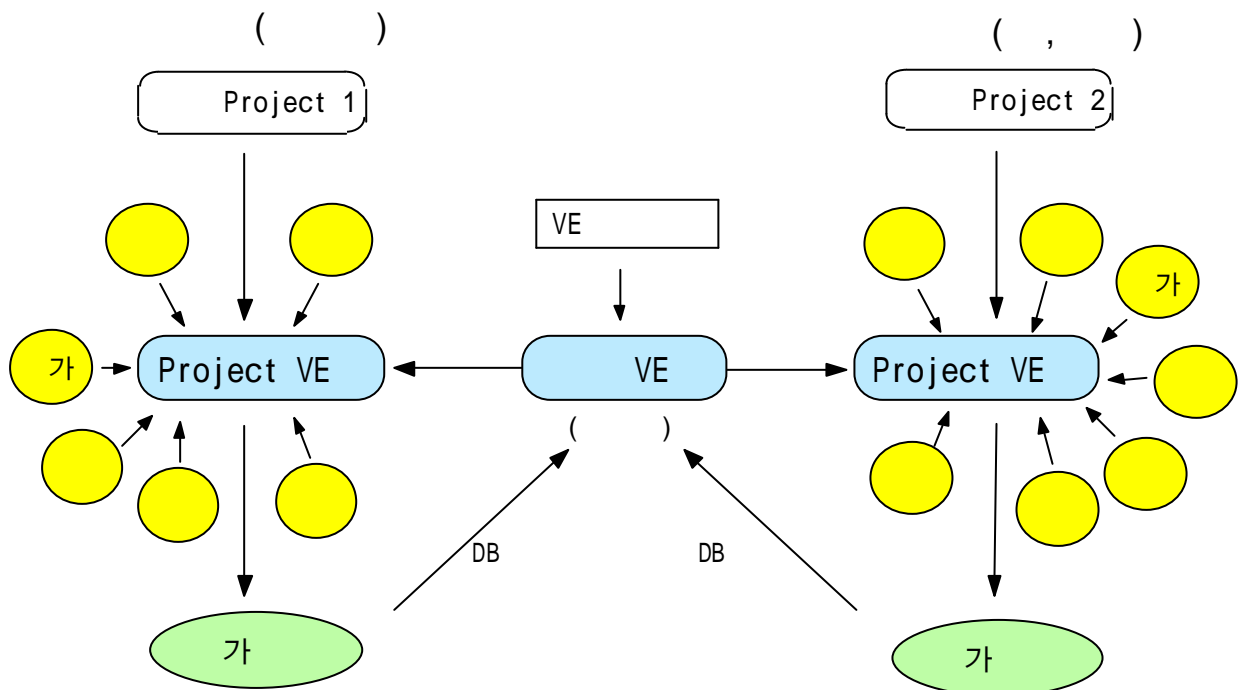 ( )
( , )
Project 1
Project 2
VE
가
가
Project VE
VE
Project VE
( )
DB
DB
가
가